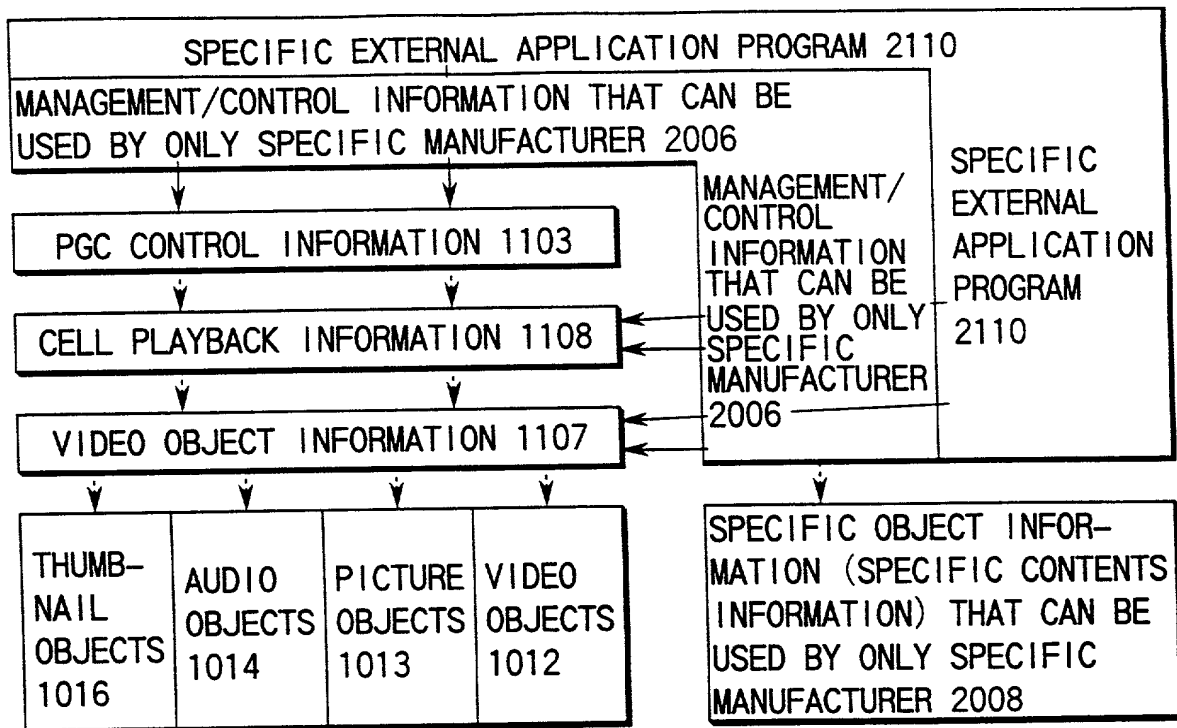 SPECIFIC EXTERNAL APPLICATION PROGRAM 2110
MANAGEMENT/CONTROL INFORMATION THAT CAN BE
USED BY ONLY SPECIFIC MANUFACTURER 2006
PGC CONTROL INFORMATION 1103
CELL PLAYBACK INFORMATION 1108
VIDEO OBJECT INFORMATION 1107
MANAGEMENT/
CONTROL
INFORMATION
THAT CAN BE
USED BY ONLY
SPECIFIC
MANUFACTURER
2006
SPECIFIC
EXTERNAL
APPLICATION
PROGRAM
2110
THUMB-
NAIL
OBJECTS
1016
AUDIO
OBJECTS
1014
PICTURE
OBJECTS
1013
VIDEO
OBJECTS
1012
SPECIFIC OBJECT INFOR-
MATION (SPECIFIC CONTENTS
INFORMATION) THAT CAN BE
USED BY ONLY SPECIFIC
MANUFACTURER 2008